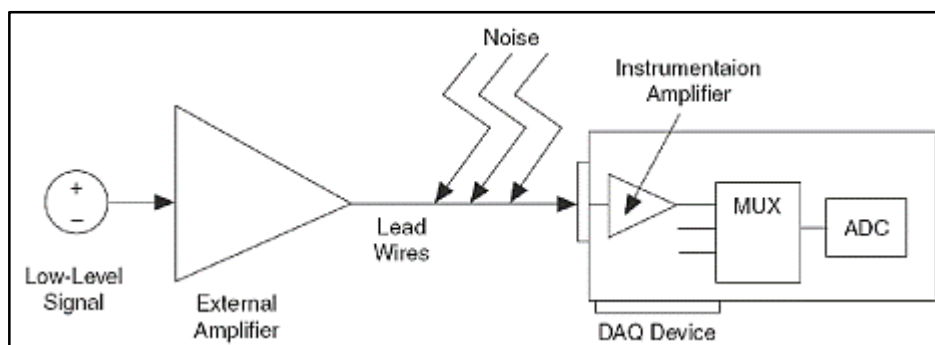 Noise
Instrumentaion
Amplifier
+
−
MUX
ADC
Lead
Wires
Low-Level
Signal
External
Amplifier
DAQ Device